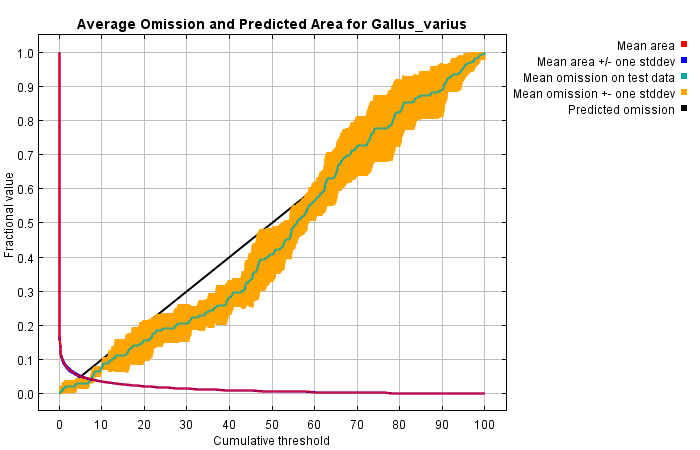 Average Omission and Predicted Area for Gallus_varius
Mean area
Mean area +/- one stddev
Mean omission on test data
Mean omission +- one stddev
Predicted omission
Fractional value
1.0
0.9
0.8
0.7
0.6
0.5
0.4
0.3
0.2
0.1
0.0
0 10 20 30 40 50 60 70 80 90 100
Cumulative threshold